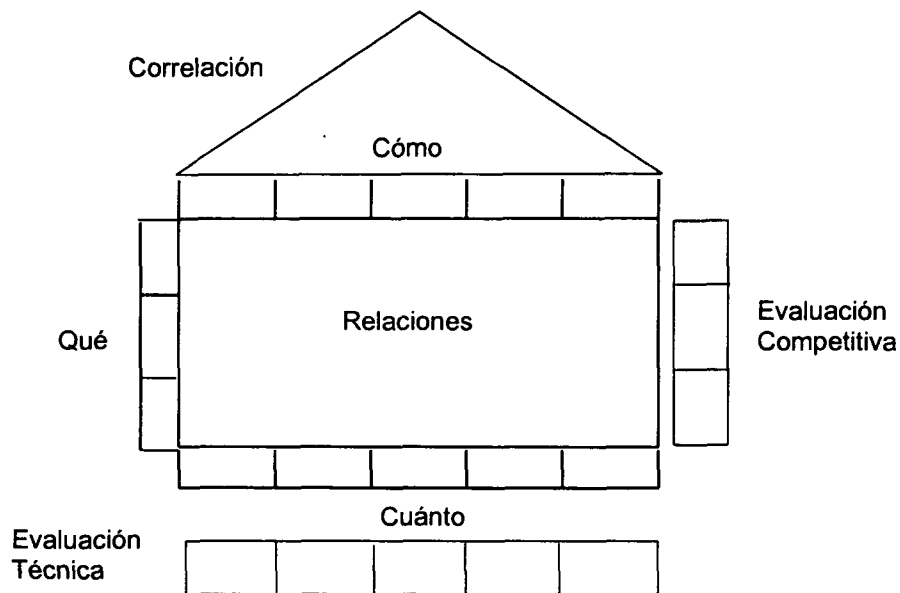 Correlación
Cómo
Relaciones
Qué
Evaluación
Competitiva
Cuánto
Evaluación
Técnica